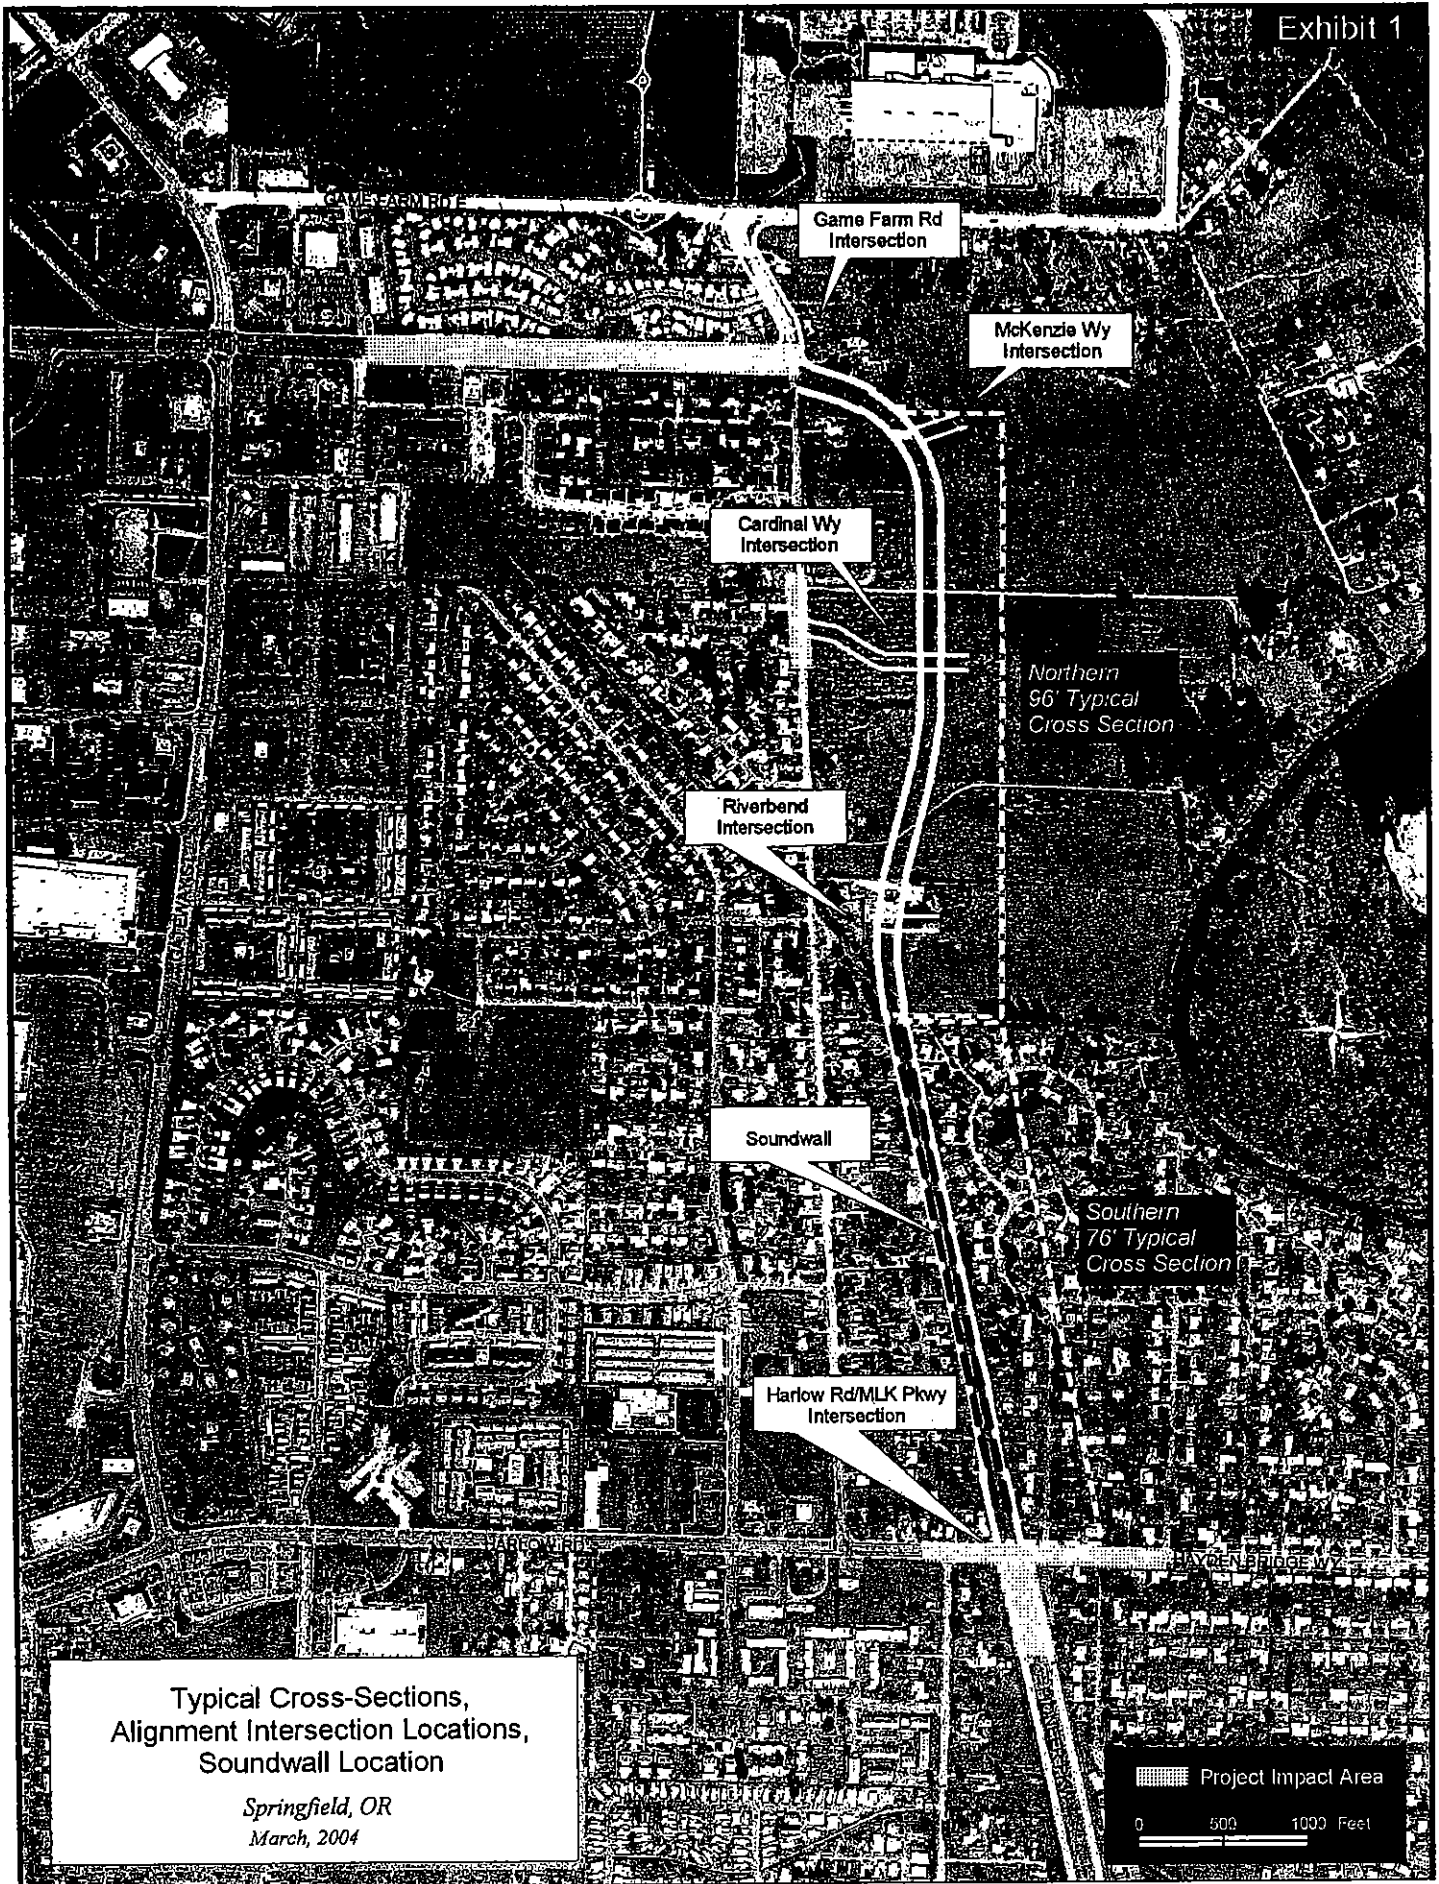 Exhibit 1
GAME FARM RD E
Game Farm Rd
Intersection
McKenzie Wy
Intersection
Cardinal Wy
Intersection
Northern
96' Typical
Cross Section
Riverbend
Intersection
Soundwall
Southern
76' Typical
Cross Section
Harlow Rd/MLK Pkwy
Intersection
HARLOW RD
HAYDEN BRIDGE WY
Typical Cross-Sections,
Alignment Intersection Locations,
Soundwall Location
Springfield, OR
March, 2004
Project Impact Area
0 500 1000 Feet